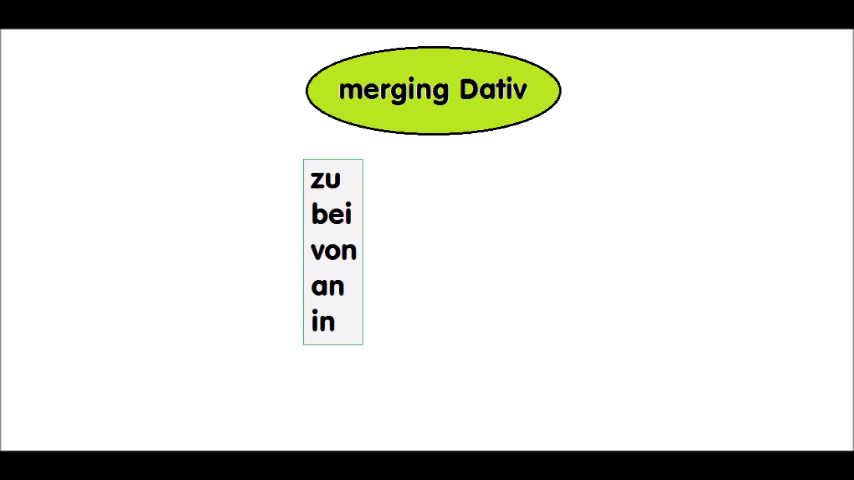 merging Dativ
zu
bei
von
an
in